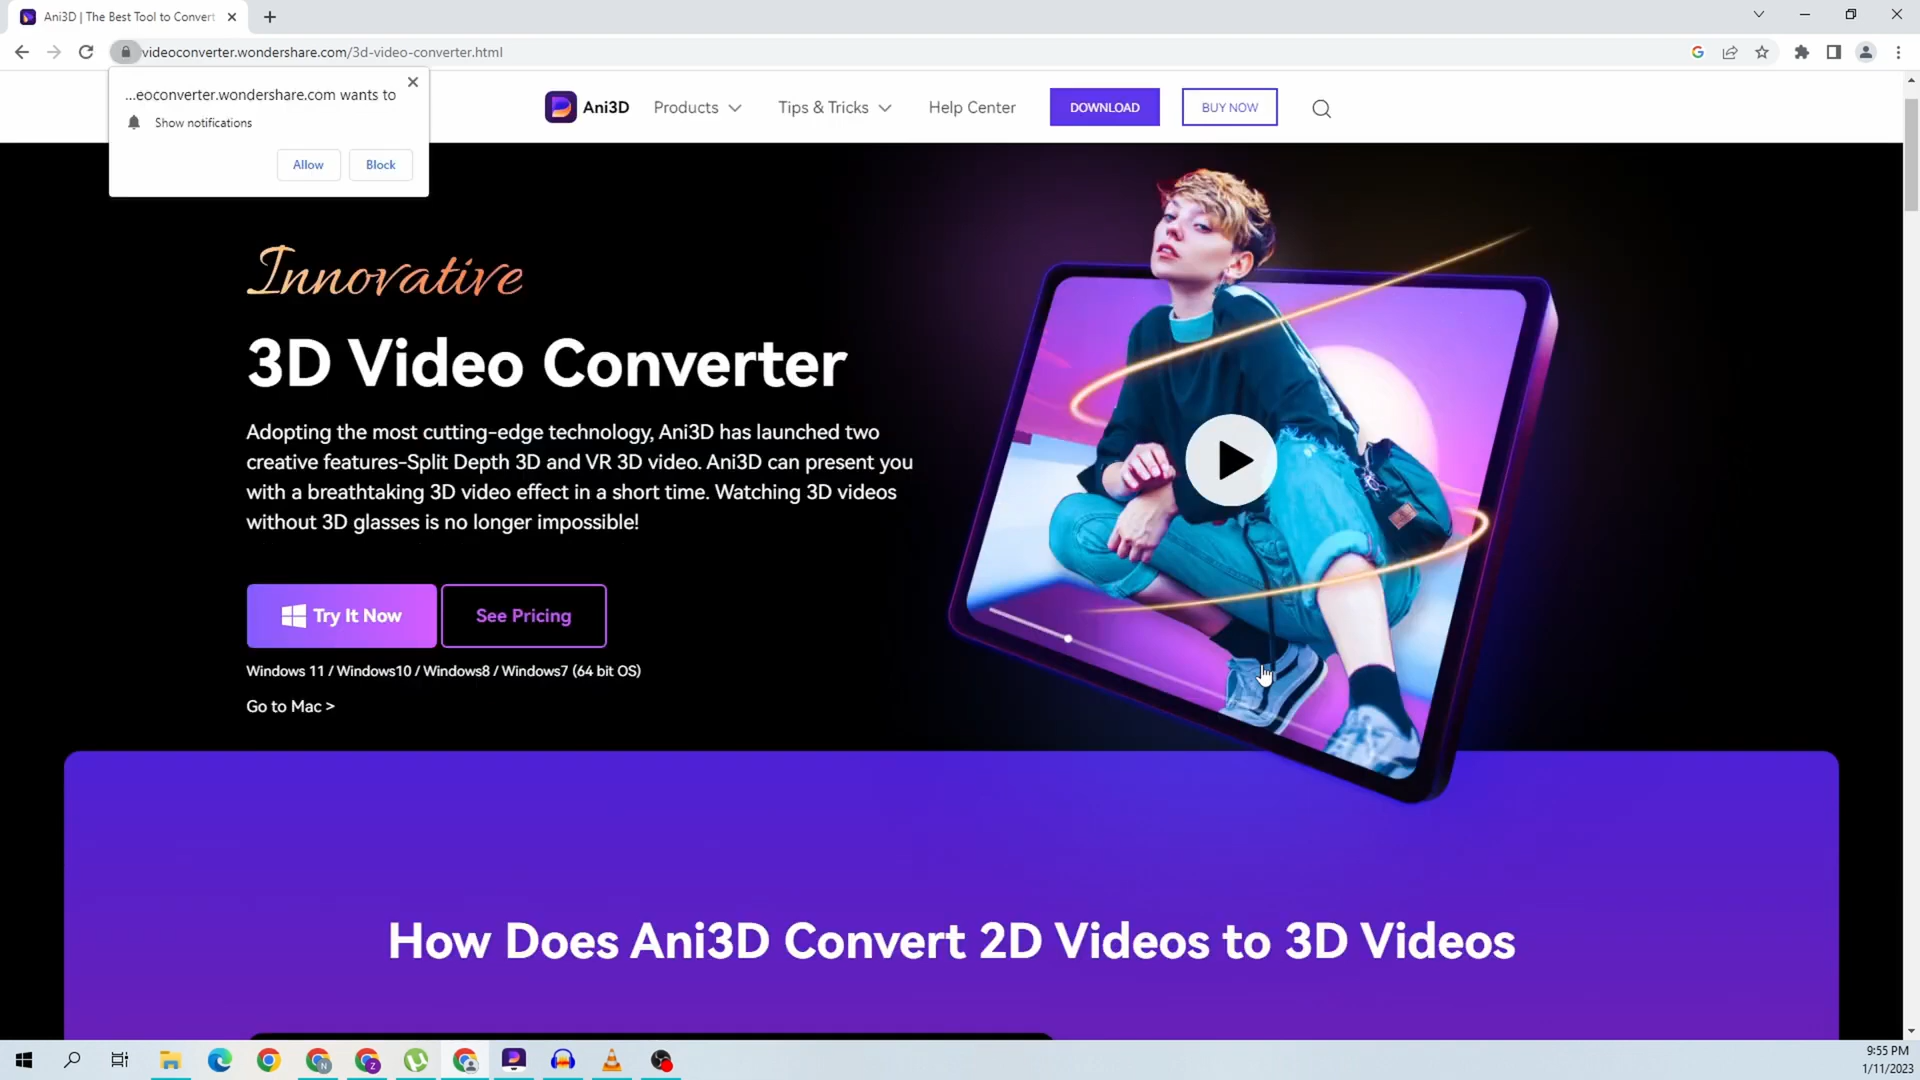 Ani3D | The Best Tool to Convert
videoconverter.wondershare.com/3d-video-converter.html
...eoconverter.wondershare.com wants to
Show notifications
Allow
Block
Ani3D
Products
Tips & Tricks
Help Center
DOWNLOAD
BUY NOW
Innovative
3D Video Converter
Adopting the most cutting-edge technology, Ani3D has launched two
creative features-Split Depth 3D and VR 3D video. Ani3D can present you
with a breathtaking 3D video effect in a short time. Watching 3D videos
without 3D glasses is no longer impossible!
Try It Now
See Pricing
Windows 11 / Windows10 / Windows8 / Windows7 (64 bit OS)
Go to Mac >
How Does Ani3D Convert 2D Videos to 3D Videos
9:55 PM
1/11/2023